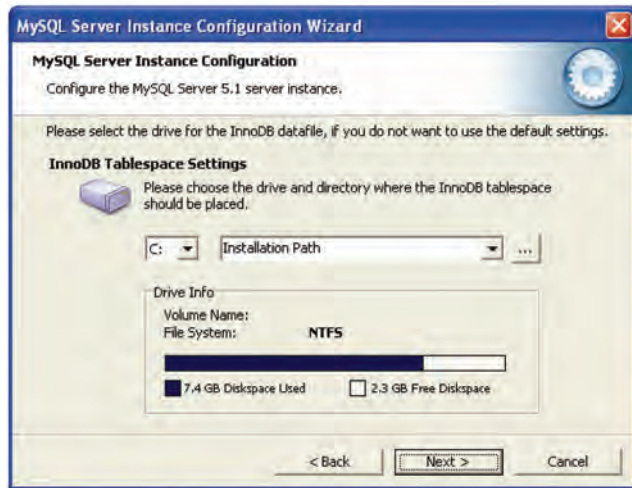 MySQL Server Instance Configuration Wizard
MySQL Server Instance Configuration
Configure the MySQL Server 5.1 server instance.
Please select the drive for the InnoDB datafile, if you do not want to use the default settings.
InnoDB Tablespace Settings
Please choose the drive and directory where the InnoDB tablespace
should be placed.
C: Installation Path ...
Drive Info
Volume Name:
File System: NTFS
7.4 GB Diskspace Used 2.3 GB Free Diskspace
< Back Next > Cancel